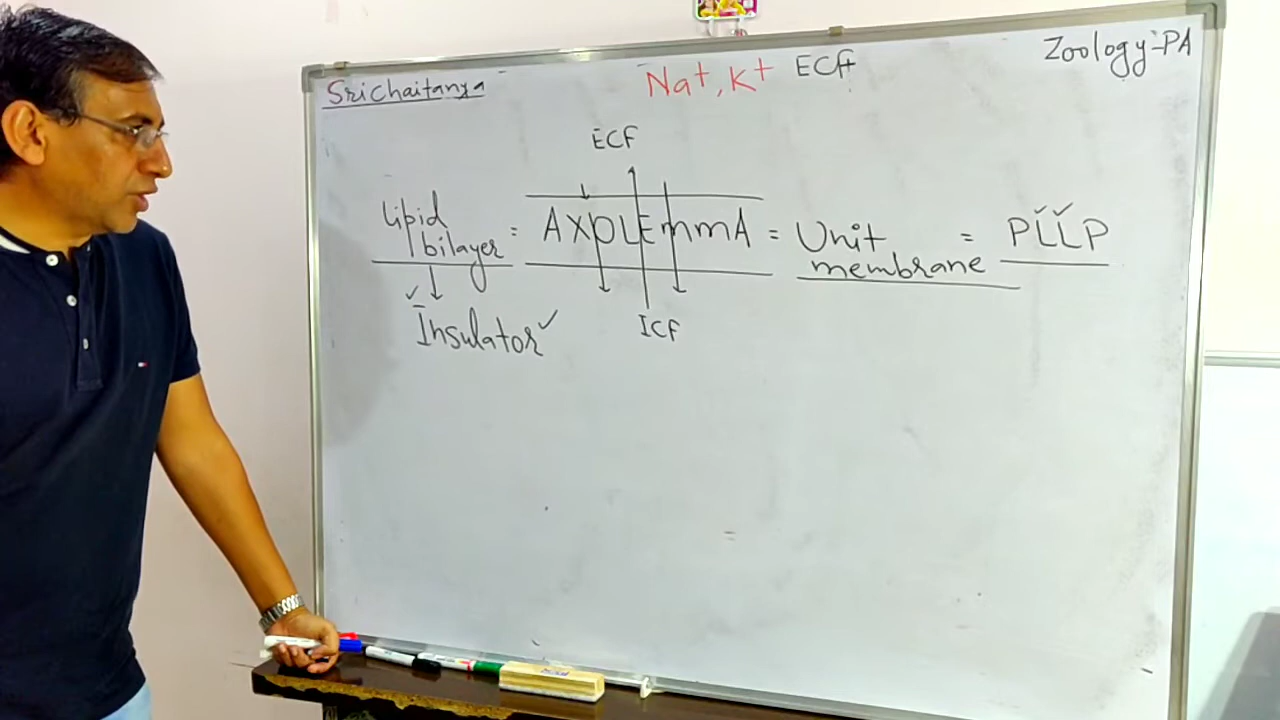 Srichaitanya
Na+, K+ ECF
Zoology-PA
ECF
Lipid bilayer = AXOLEmmA = Unit membrane = PLLP
Insulator
ICF